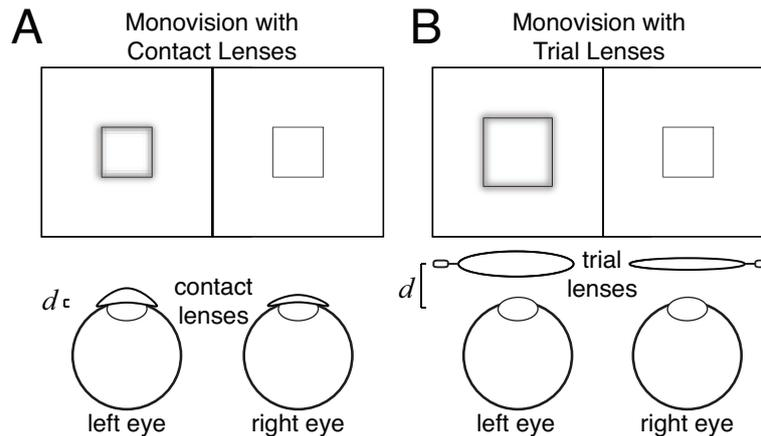 A
Monovision with
Contact Lenses
d
contact
lenses
left eye
right eye
B
Monovision with
Trial Lenses
d
trial
lenses
left eye
right eye